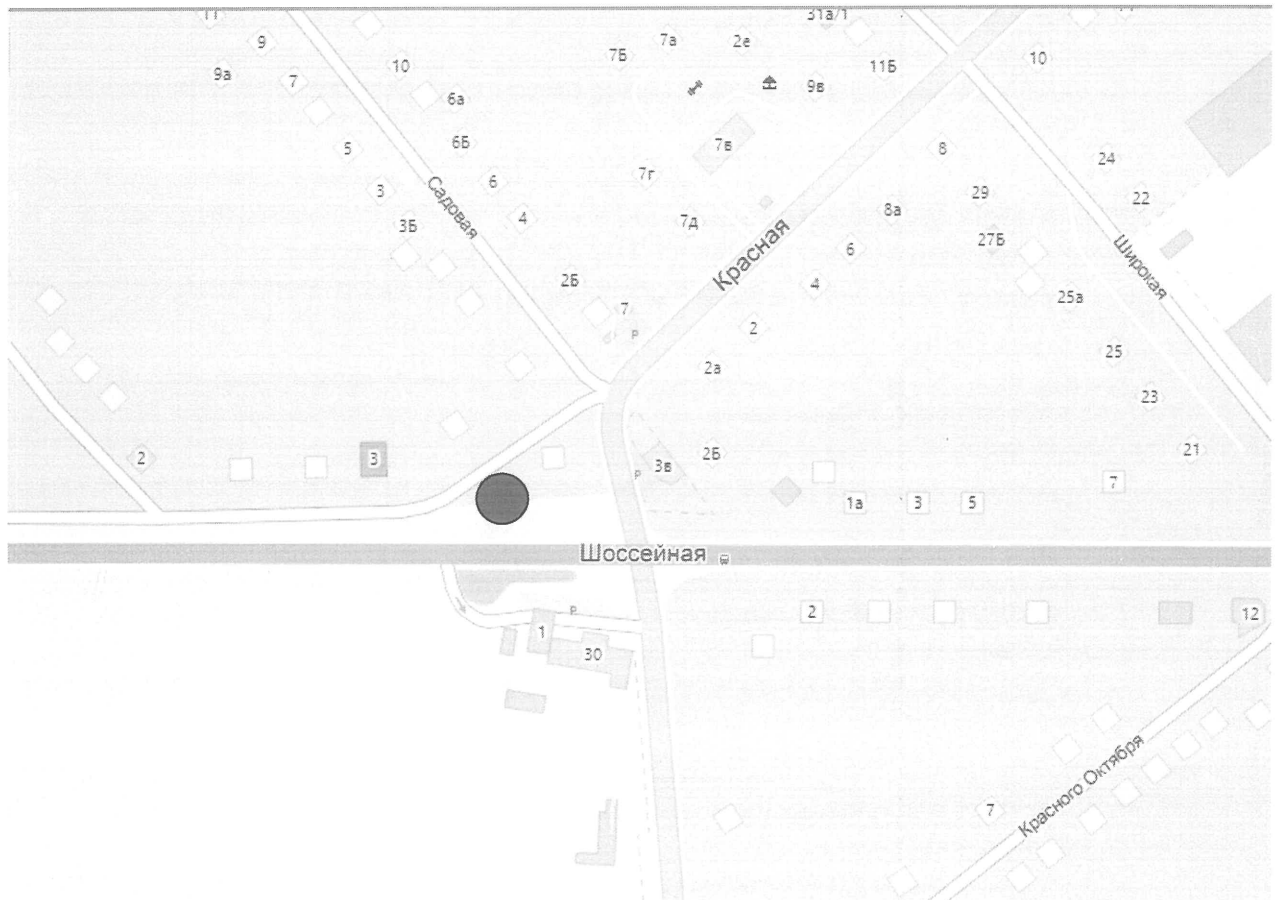 31а/1
9
7а
2е
10
7Б
10
11Б
9а
7
9в
6а
6Б
7в
5
8
24
6
7г
3
29
22
Садовая
4
7д
8а
3Б
27Б
6
Красная
Широкая
2Б
4
25а
7
2
P
25
2а
23
2
3
3в
2Б
21
P
7
1а
3
5
Шоссейная
P
2
12
1
30
Красного Октября
7